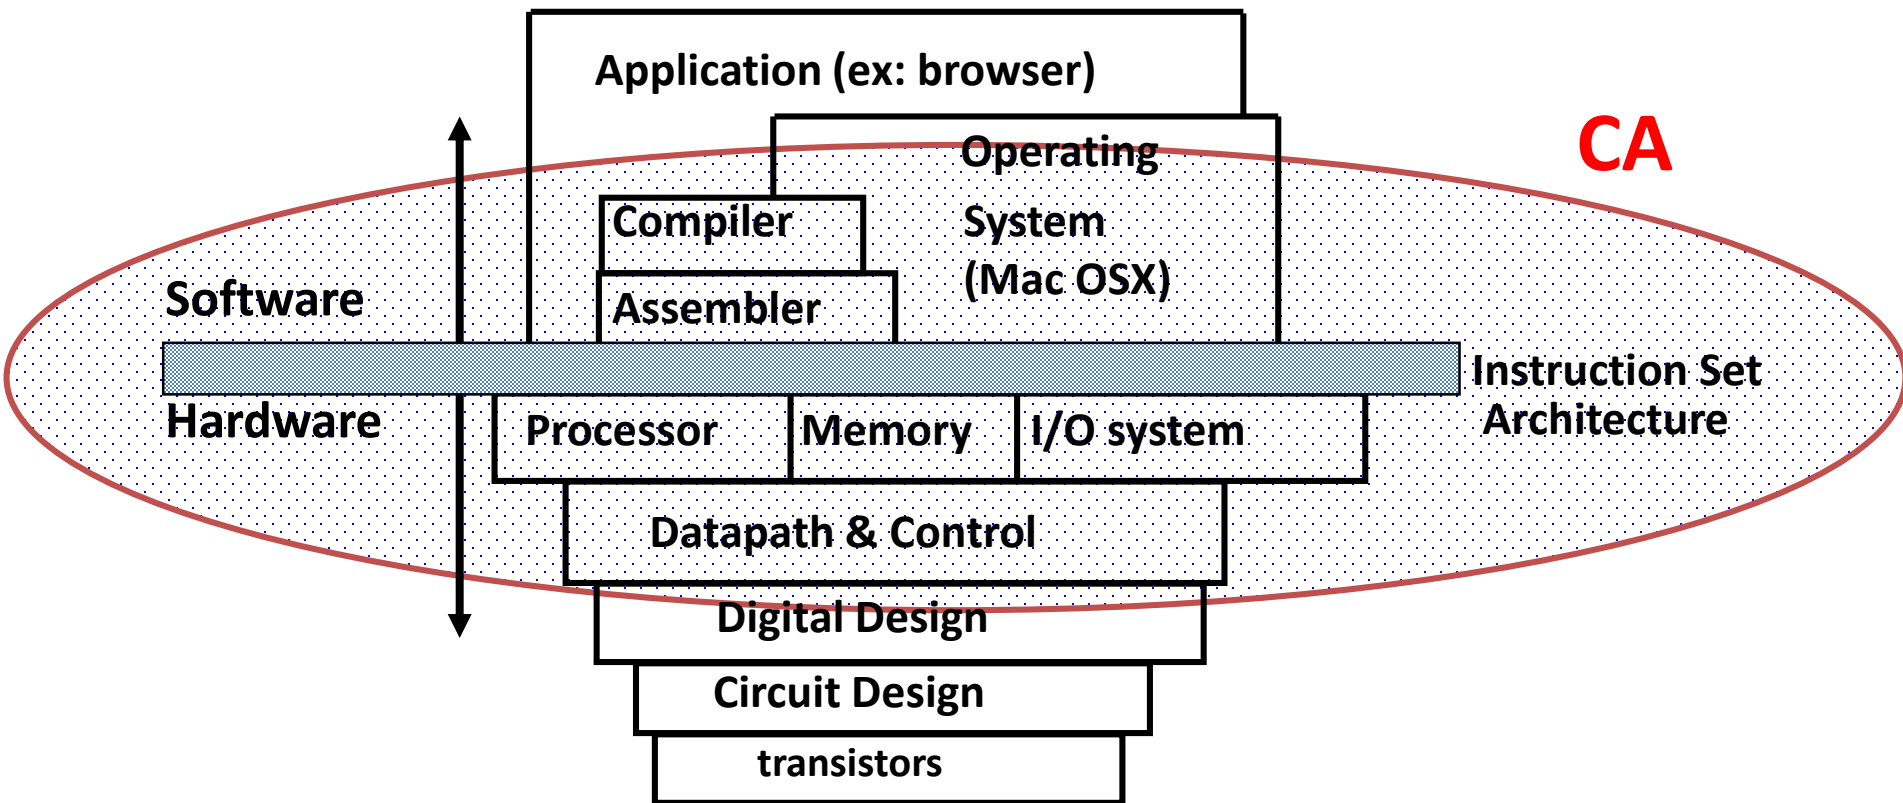 Application (ex: browser)
CA
Operating
System
(Mac OSX)
Compiler
Assembler
Software
Instruction Set
Architecture
Hardware
Processor
Memory
I/O system
Datapath & Control
Digital Design
Circuit Design
transistors